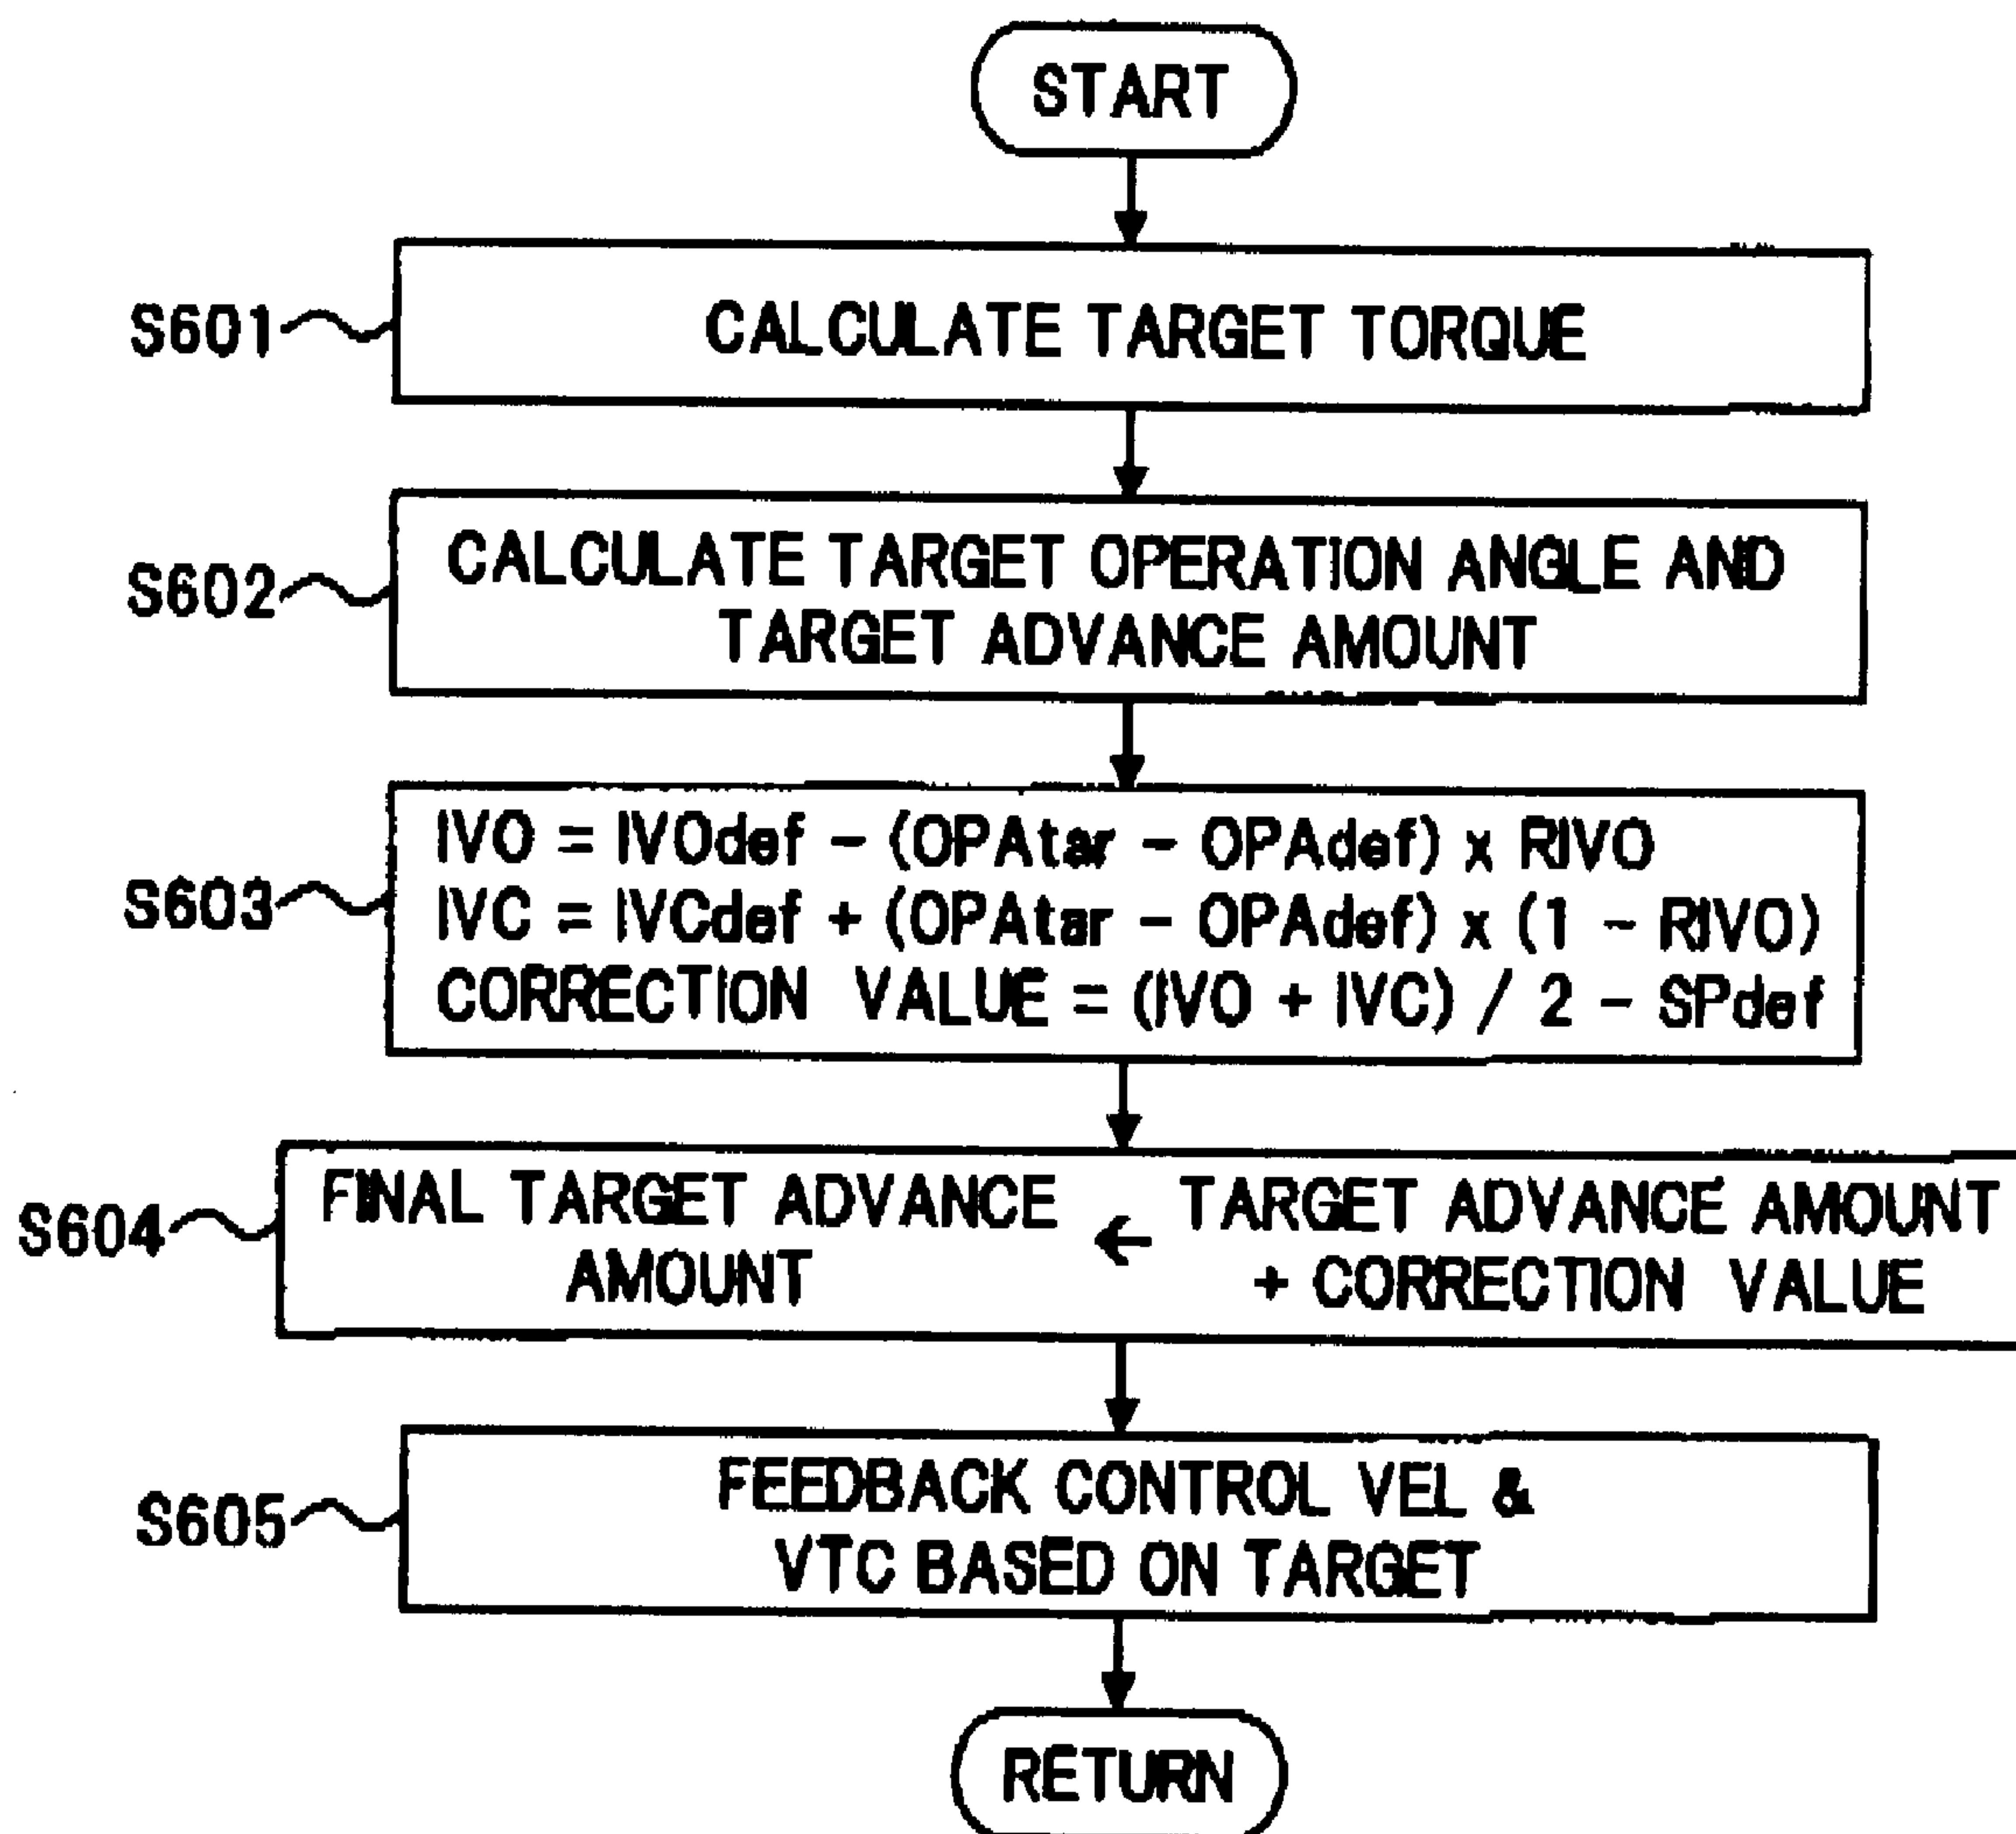 START
S601
CALCULATE TARGET TORQUE
S602
CALCULATE TARGET OPERATION ANGLE AND
TARGET ADVANCE AMOUNT
S603
IVO = IVOdef - (OPAtar - OPAdef) x RIVO
IVC = IVCdef + (OPAtar - OPAdef) x (1 - RIVO)
CORRECTION VALUE = (IVO + IVC) / 2 - SPdef
S604
FINAL TARGET ADVANCE
AMOUNT
←
TARGET ADVANCE AMOUNT
+ CORRECTION VALUE
S605
FEEDBACK CONTROL VEL &
VTC BASED ON TARGET
RETURN